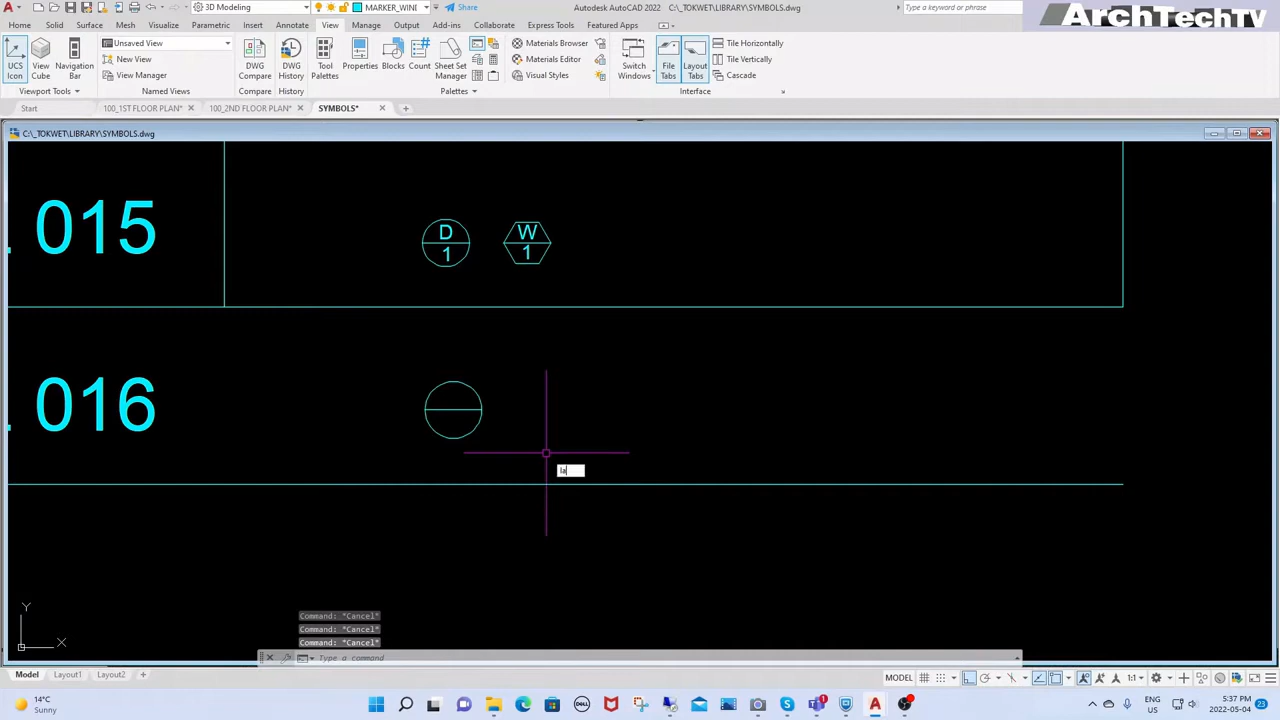 3D Modeling
MARKER_WINI
Share
Autodesk AutoCAD 2022
C:\_TOKWET\LIBRARY\SYMBOLS.dwg
Type a keyword or phrase
ArchTechTV
Home
Solid
Surface
Mesh
Visualize
Parametric
Insert
Annotate
View
Manage
Output
Add-ins
Collaborate
Express Tools
Featured Apps
UCS Icon
View Cube
Navigation Bar
Unsaved View
New View
View Manager
DWG Compare
DWG History
Tool Palettes
Properties
Blocks
Count
Sheet Set Manager
Materials Browser
Materials Editor
Visual Styles
Switch Windows
File Tabs
Layout Tabs
Tile Horizontally
Tile Vertically
Cascade
Viewport Tools
Named Views
Compare
History
Palettes
Interface
Start
100_1ST FLOOR PLAN*
100_2ND FLOOR PLAN*
SYMBOLS*
C:\_TOKWET\LIBRARY\SYMBOLS.dwg
015
D
1
W
1
016
la
Y
X
Command: *Cancel*
Command: *Cancel*
Command: *Cancel*
Type a command
Model
Layout1
Layout2
MODEL
1:1
14°C
Sunny
DELL
1
ENG
US
5:37 PM
2022-05-04
23